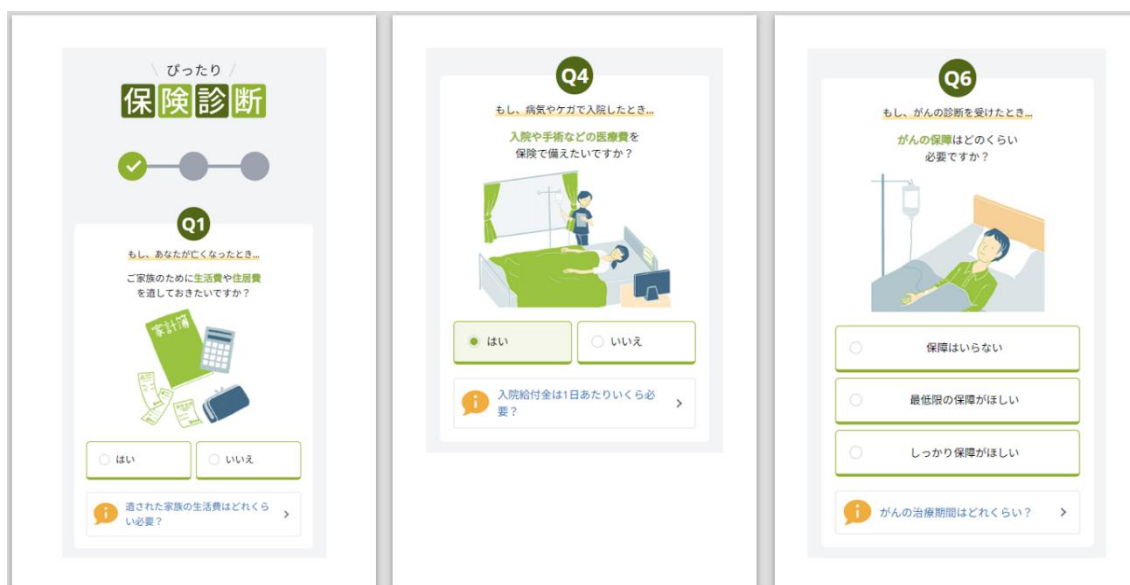 ぴったり
保険診断
Q1
もし、あなたが亡くなったとき...
ご家族のために生活費や住居費
を遺しておきたいですか？
家計簿
はい
いいえ
遺された家族の生活費はどれくら
い必要？
Q4
もし、病気やケガで入院したとき...
入院や手術などの医療費を
保険で備えたいですか？
はい
いいえ
入院給付金は1日あたりいくら必
要？
Q6
もし、がんの診断を受けたとき...
がんの保障はどのくらい
必要ですか？
保障はいらない
最低限の保障がほしい
しっかり保障がほしい
がんの治療期間はどれくらい？